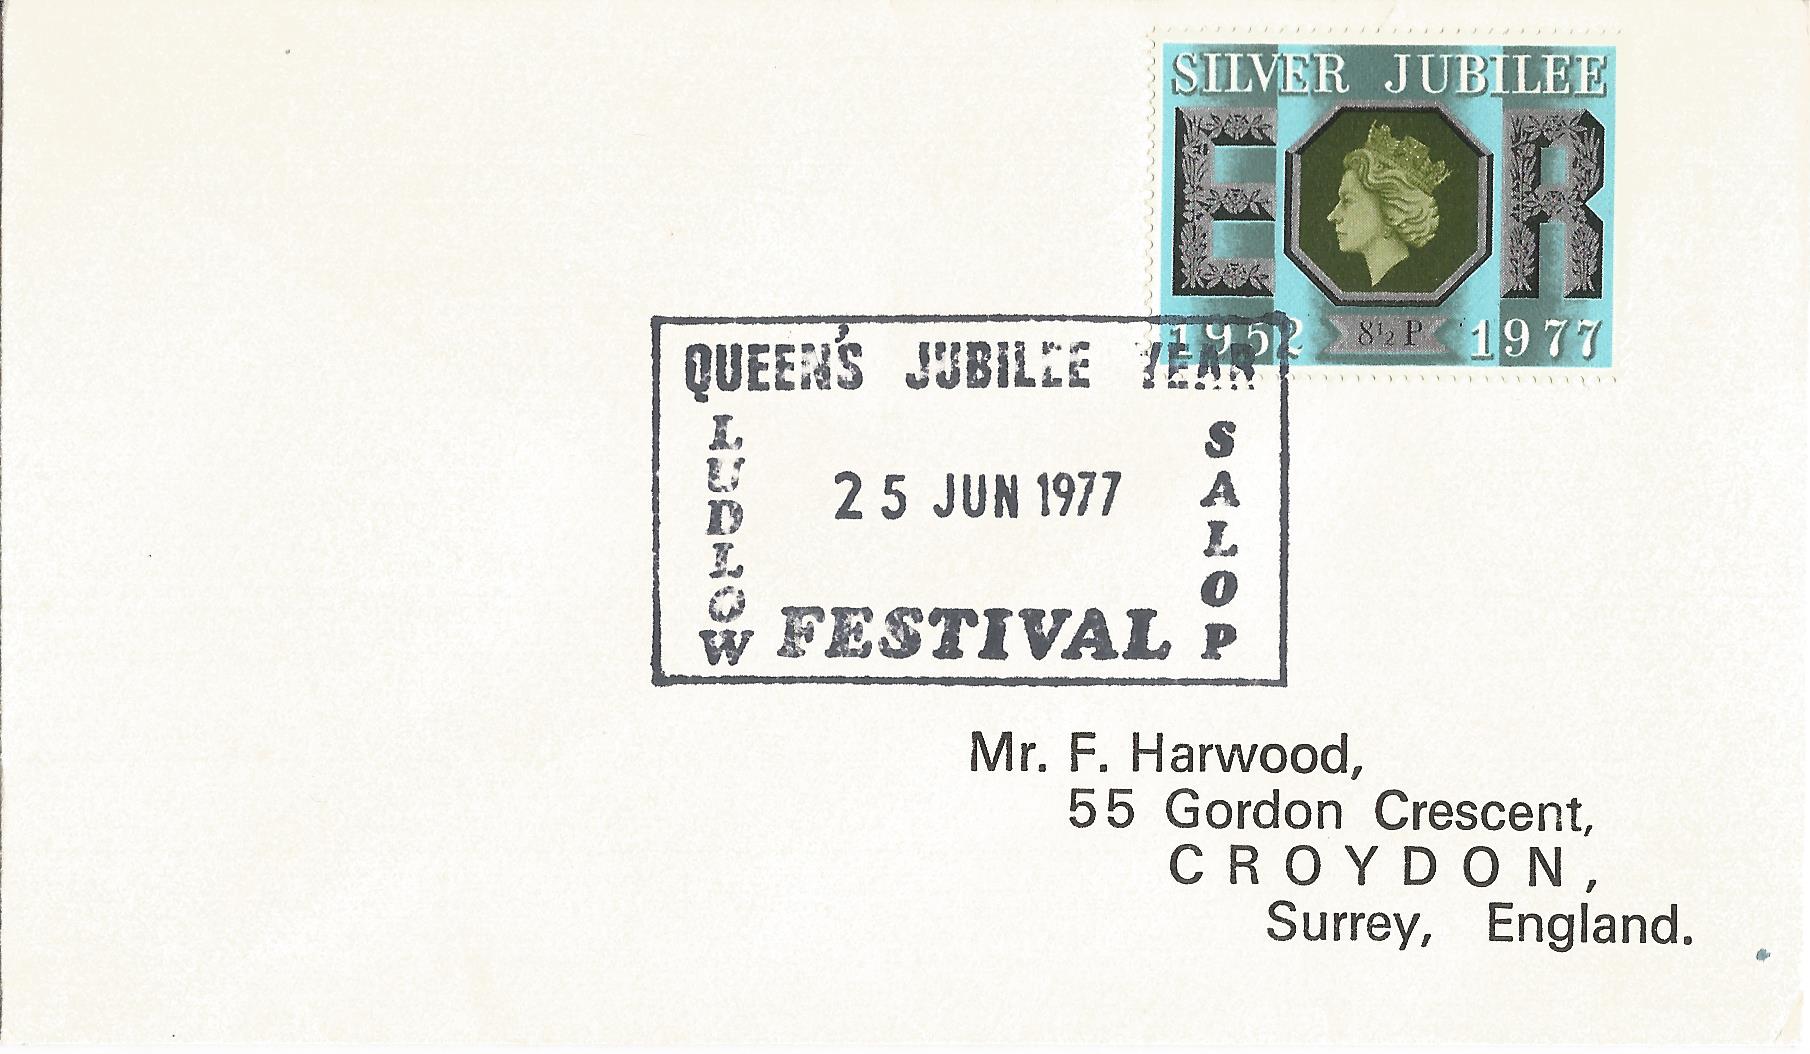 SILVER JUBILEE
E R
1952 8½P 1977
QUEEN'S JUBILEE YEAR
LUDLOW
25 JUN 1977
SALOP
FESTIVAL
Mr. F. Harwood,
55 Gordon Crescent,
CROYDON,
Surrey, England.